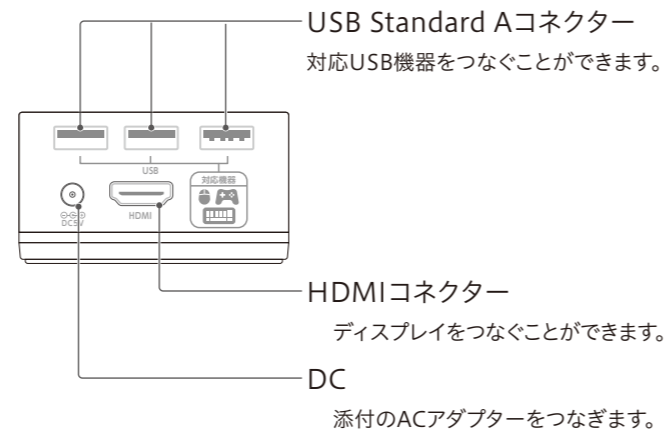 USB Standard Aコネクター
対応USB機器をつなぐことができます。
USB
対応機器
DC5V
HDMI
HDMIコネクター
ディスプレイをつなぐことができます。
DC
添付のACアダプターをつなぎます。